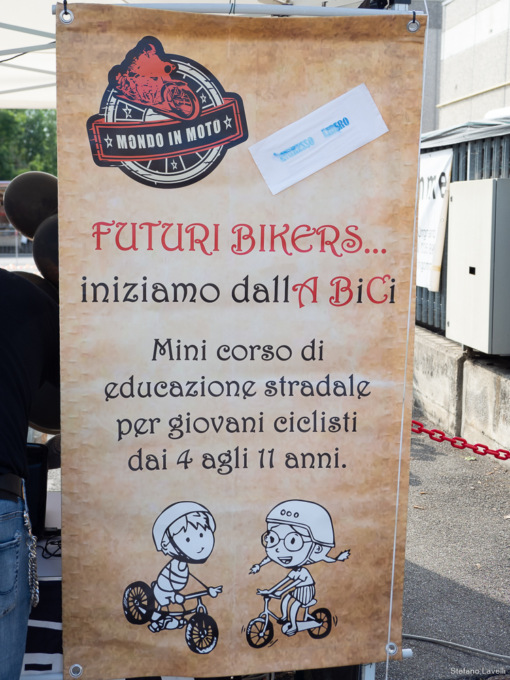 MONDO IN MOTO
FUTURI BIKERS...
iniziamo dallA BiCi
Mini corso di
educazione stradale
per giovani ciclisti
dai 4 agli 11 anni.
Stefano Lavelli